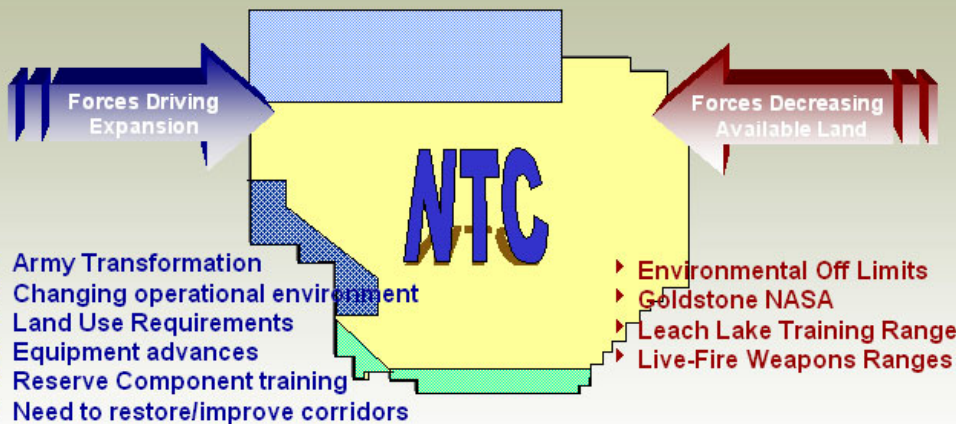 Forces Driving
Expansion
Forces Decreasing
Available Land
NTC
Army Transformation
Changing operational environment
Land Use Requirements
Equipment advances
Reserve Component training
Need to restore/improve corridors
Environmental Off Limits
Goldstone NASA
Leach Lake Training Range
Live-Fire Weapons Ranges